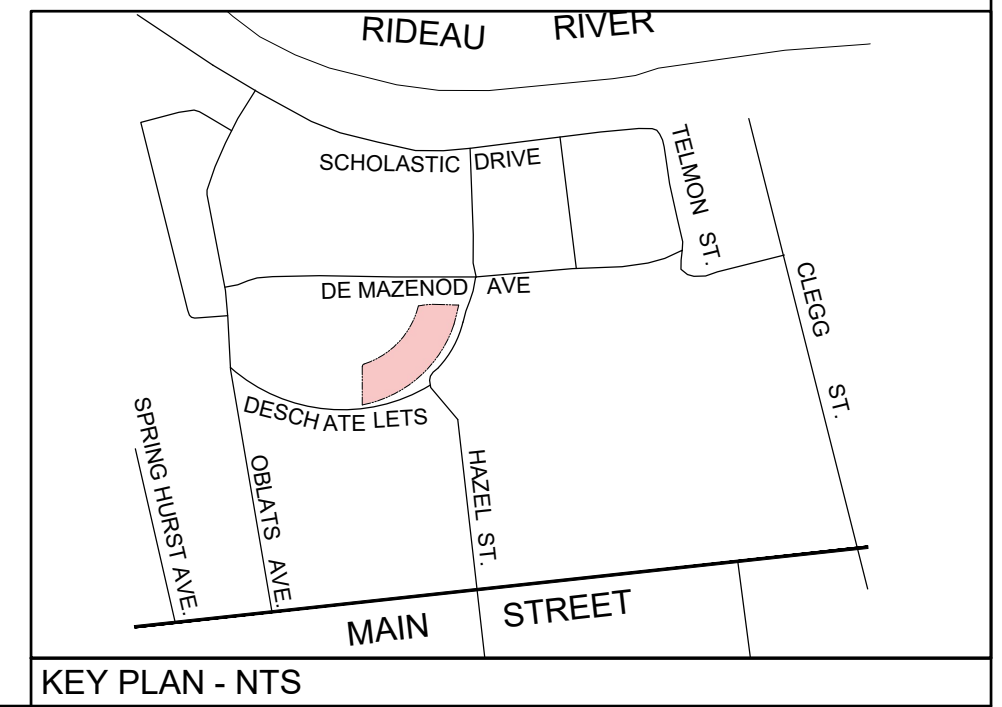 RIDEAU RIVER
SCHOLASTIC DRIVE
TELMON ST.
DE MAZENOD AVE
CLEGG ST.
DESCHATE LETS
SPRING HURST AVE.
OBLATS AVE.
HAZEL ST.
MAIN STREET
KEY PLAN - NTS